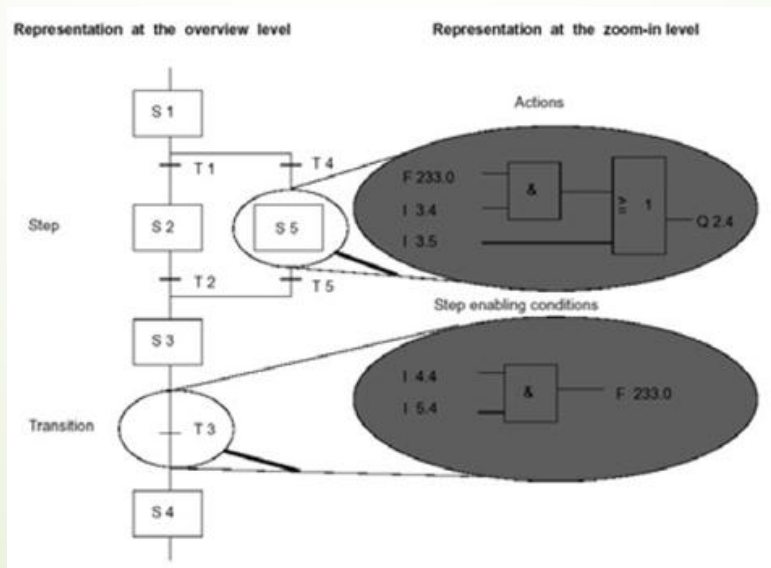 Representation at the overview level
Representation at the zoom-in level
Actions
S 1
T 1
T 4
F 233.0
I 3.4
I 3.5
&
>=
1
Q 2.4
Step
S 2
S 5
T 2
T 5
Step enabling conditions
S 3
I 4.4
I 5.4
&
F 233.0
Transition
T 3
S 4